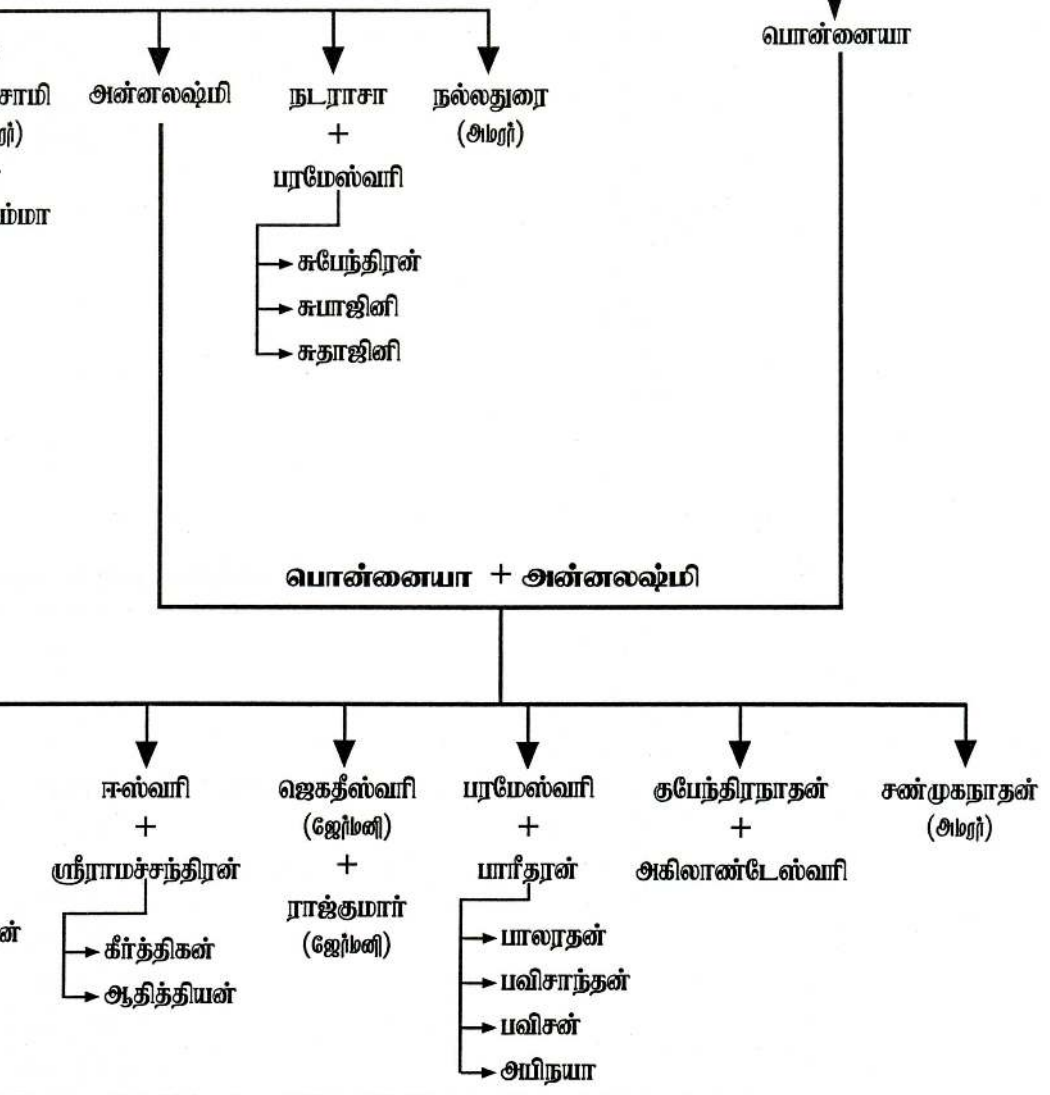 பொன்னையா
சாமி
அன்னலஷ்மி
நடராசா
நல்லதுரை
(அமரர்)
+
பரமேஸ்வரி
ம்மா
சுபேந்திரன்
சுபாஜினி
சுதாஜினி
பொன்னையா + அன்னலஷ்மி
ஈஸ்வரி
+
ஸ்ரீராமச்சந்திரன்
கீர்த்திகன்
ஆதித்தியன்
ஜெகதீஸ்வரி
(ஜேர்மனி)
+
ராஜ்குமார்
(ஜேர்மனி)
பரமேஸ்வரி
+
பாரீதரன்
பாலரதன்
பவிசாந்தன்
பவிசன்
அபிநயா
குபேந்திரநாதன்
+
அகிலாண்டேஸ்வரி
சண்முகநாதன்
(அமரர்)